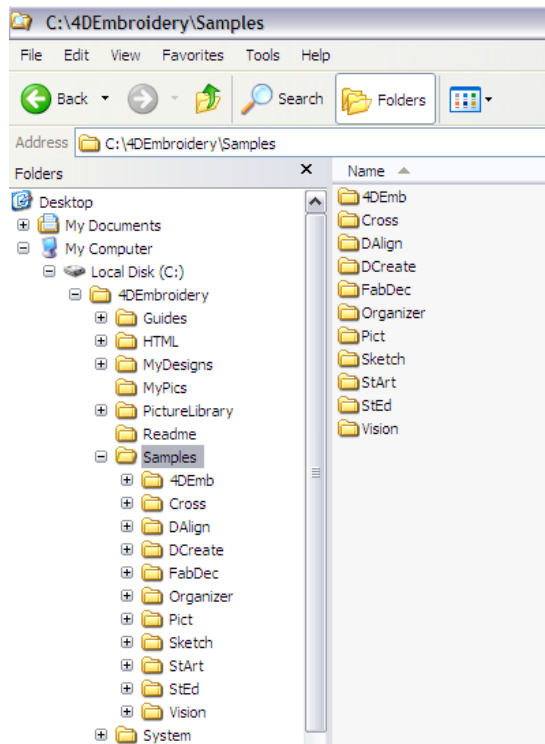 C:\4DEmbroidery\Samples
File Edit View Favorites Tools Help
Back Search Folders
Address C:\4DEmbroidery\Samples
Folders
Desktop
My Documents
My Computer
Local Disk (C:)
4DEmbroidery
Guides
HTML
MyDesigns
MyPics
PictureLibrary
Readme
Samples
4DEmb
Cross
DAlign
DCreate
FabDec
Organizer
Pict
Sketch
StArt
StEd
Vision
System
Name
4DEmb
Cross
DAlign
DCreate
FabDec
Organizer
Pict
Sketch
StArt
StEd
Vision